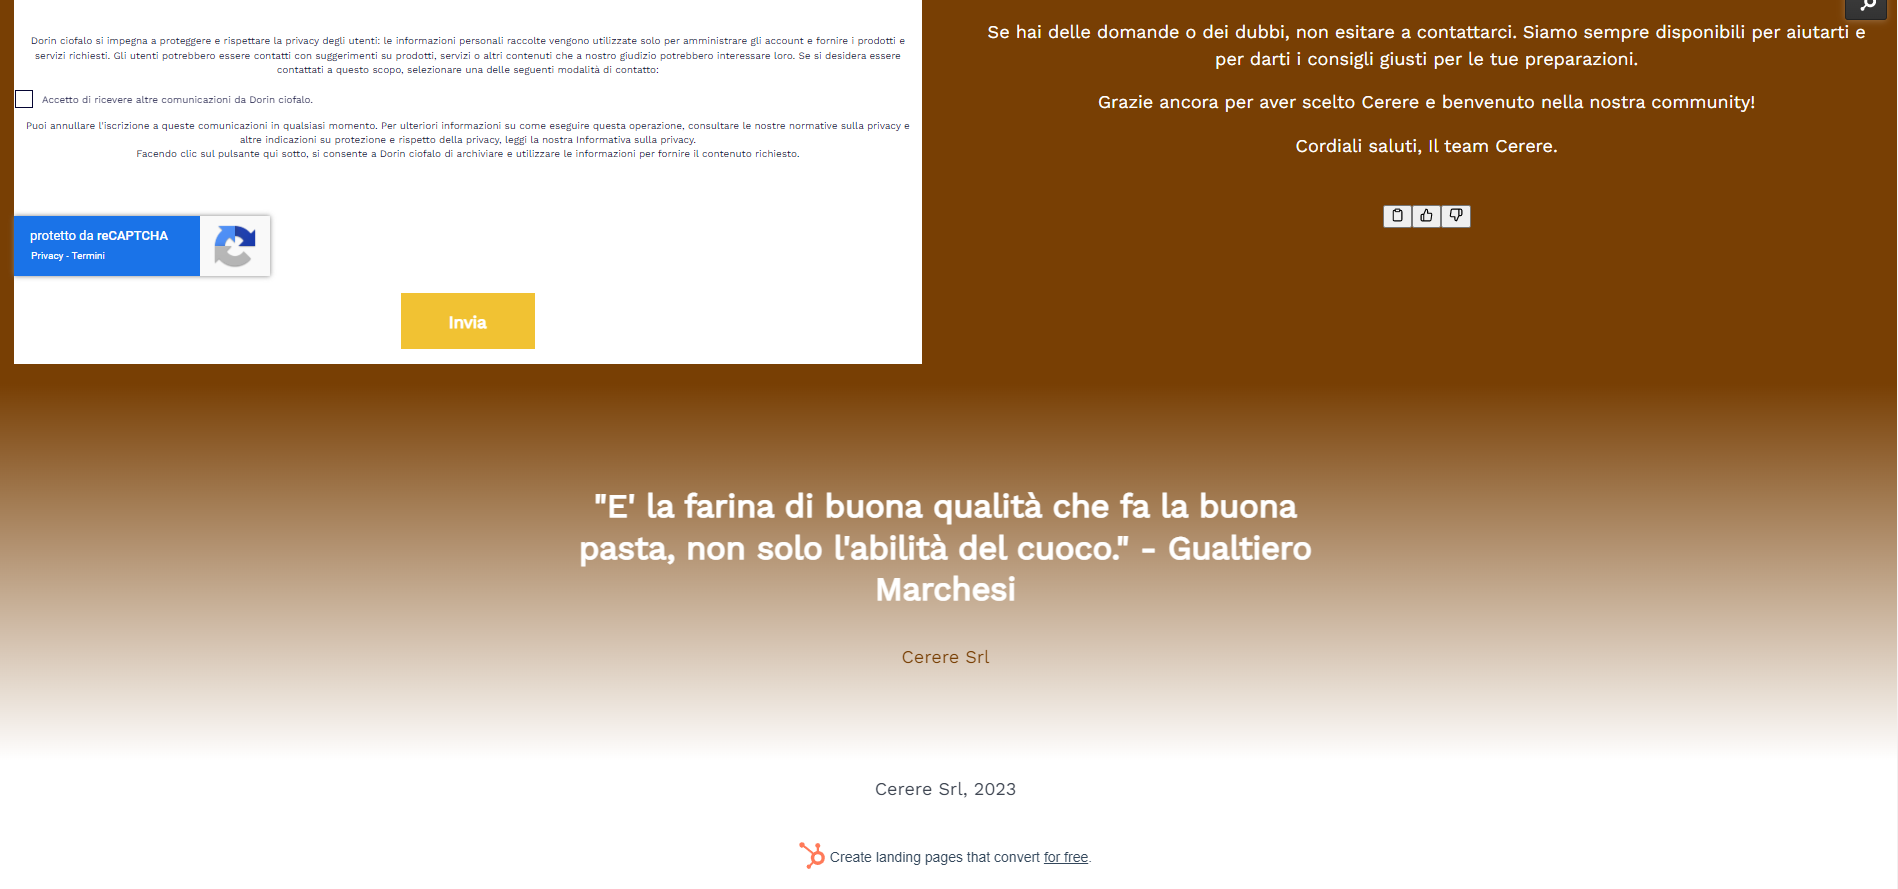 Dorin ciofalo si impegna a proteggere e rispettare la privacy degli utenti: le informazioni personali raccolte vengono utilizzate solo per amministrare gli account e fornire i prodotti e
servizi richiesti. Gli utenti potrebbero essere contatti con suggerimenti su prodotti, servizi o altri contenuti che a nostro giudizio potrebbero interessare loro. Se si desidera essere
contattati a questo scopo, selezionare una delle seguenti modalità di contatto:
Accetto di ricevere altre comunicazioni da Dorin ciofalo.
Puoi annullare l'iscrizione a queste comunicazioni in qualsiasi momento. Per ulteriori informazioni su come eseguire questa operazione, consultare le nostre normative sulla privacy e
altre indicazioni su protezione e rispetto della privacy, leggi la nostra Informativa sulla privacy.
Facendo clic sul pulsante qui sotto, si consente a Dorin ciofalo di archiviare e utilizzare le informazioni per fornire il contenuto richiesto.
protetto da reCAPTCHA
Privacy - Termini
Invia
Se hai delle domande o dei dubbi, non esitare a contattarci. Siamo sempre disponibili per aiutarti e
per darti i consigli giusti per le tue preparazioni.
Grazie ancora per aver scelto Cerere e benvenuto nella nostra community!
Cordiali saluti, Il team Cerere.
"E' la farina di buona qualità che fa la buona
pasta, non solo l'abilità del cuoco." - Gualtiero
Marchesi
Cerere Srl
Cerere Srl, 2023
Create landing pages that convert for free.